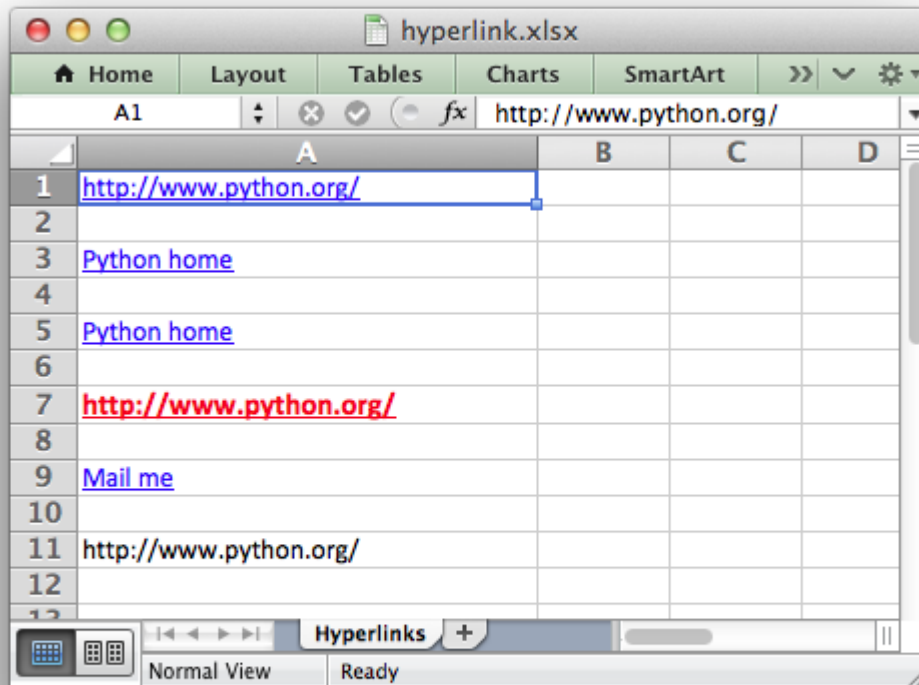 hyperlink.xlsx
Home Layout Tables Charts SmartArt
A1 fx http://www.python.org/
A B C D
1 http://www.python.org/
2
3 Python home
4
5 Python home
6
7 http://www.python.org/
8
9 Mail me
10
11 http://www.python.org/
12
13
Hyperlinks
Normal View Ready